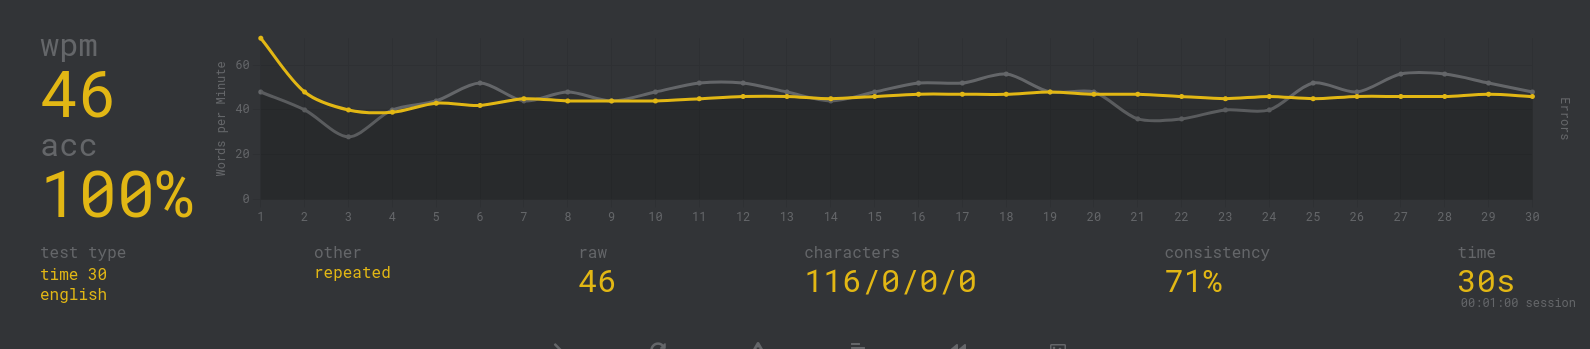 wpm
46
acc
100%
Words per Minute
60
40
20
0
1 2 3 4 5 6 7 8 9 10 11 12 13 14 15 16 17 18 19 20 21 22 23 24 25 26 27 28 29 30
Errors
test type
time 30
english
other
repeated
raw
46
characters
116/0/0/0
consistency
71%
time
30s
00:01:00 session